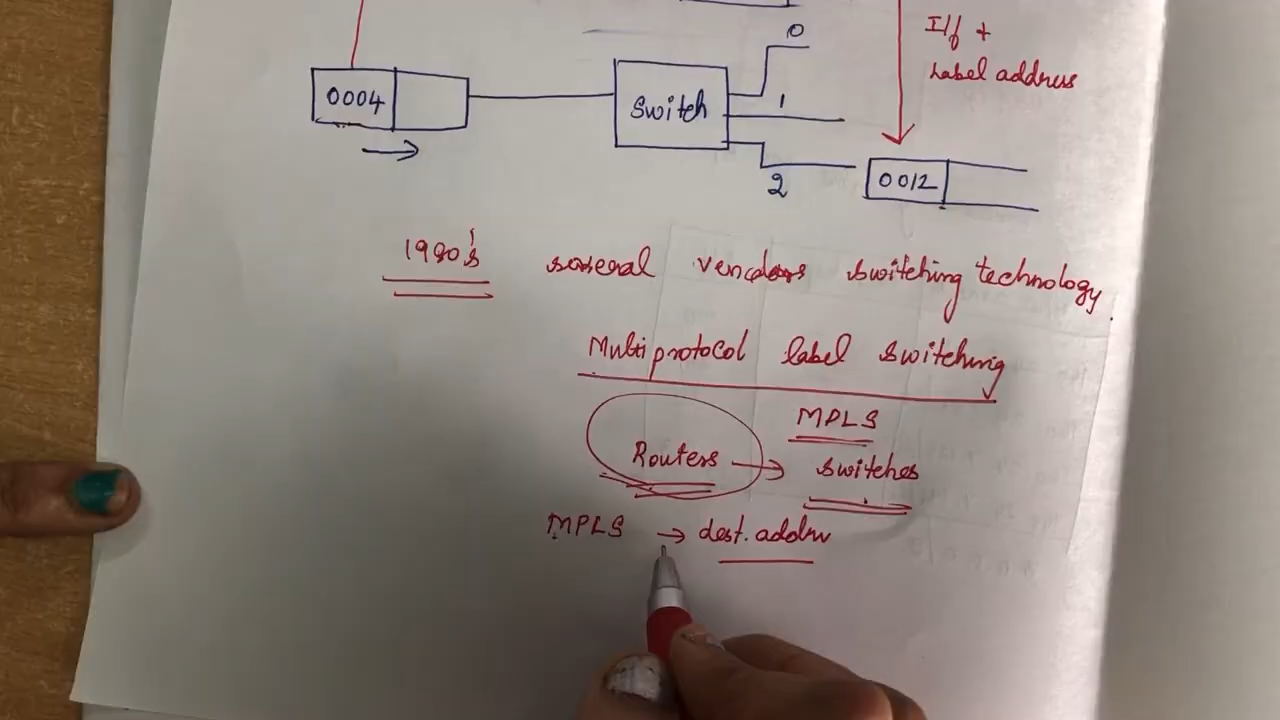 0
I/f +
Label address
0004
Switch
1
2
0012
1980's several vendors switching technology.
Multiprotocol label switching
MPLS
Routers → switches
MPLS → dest. addrs